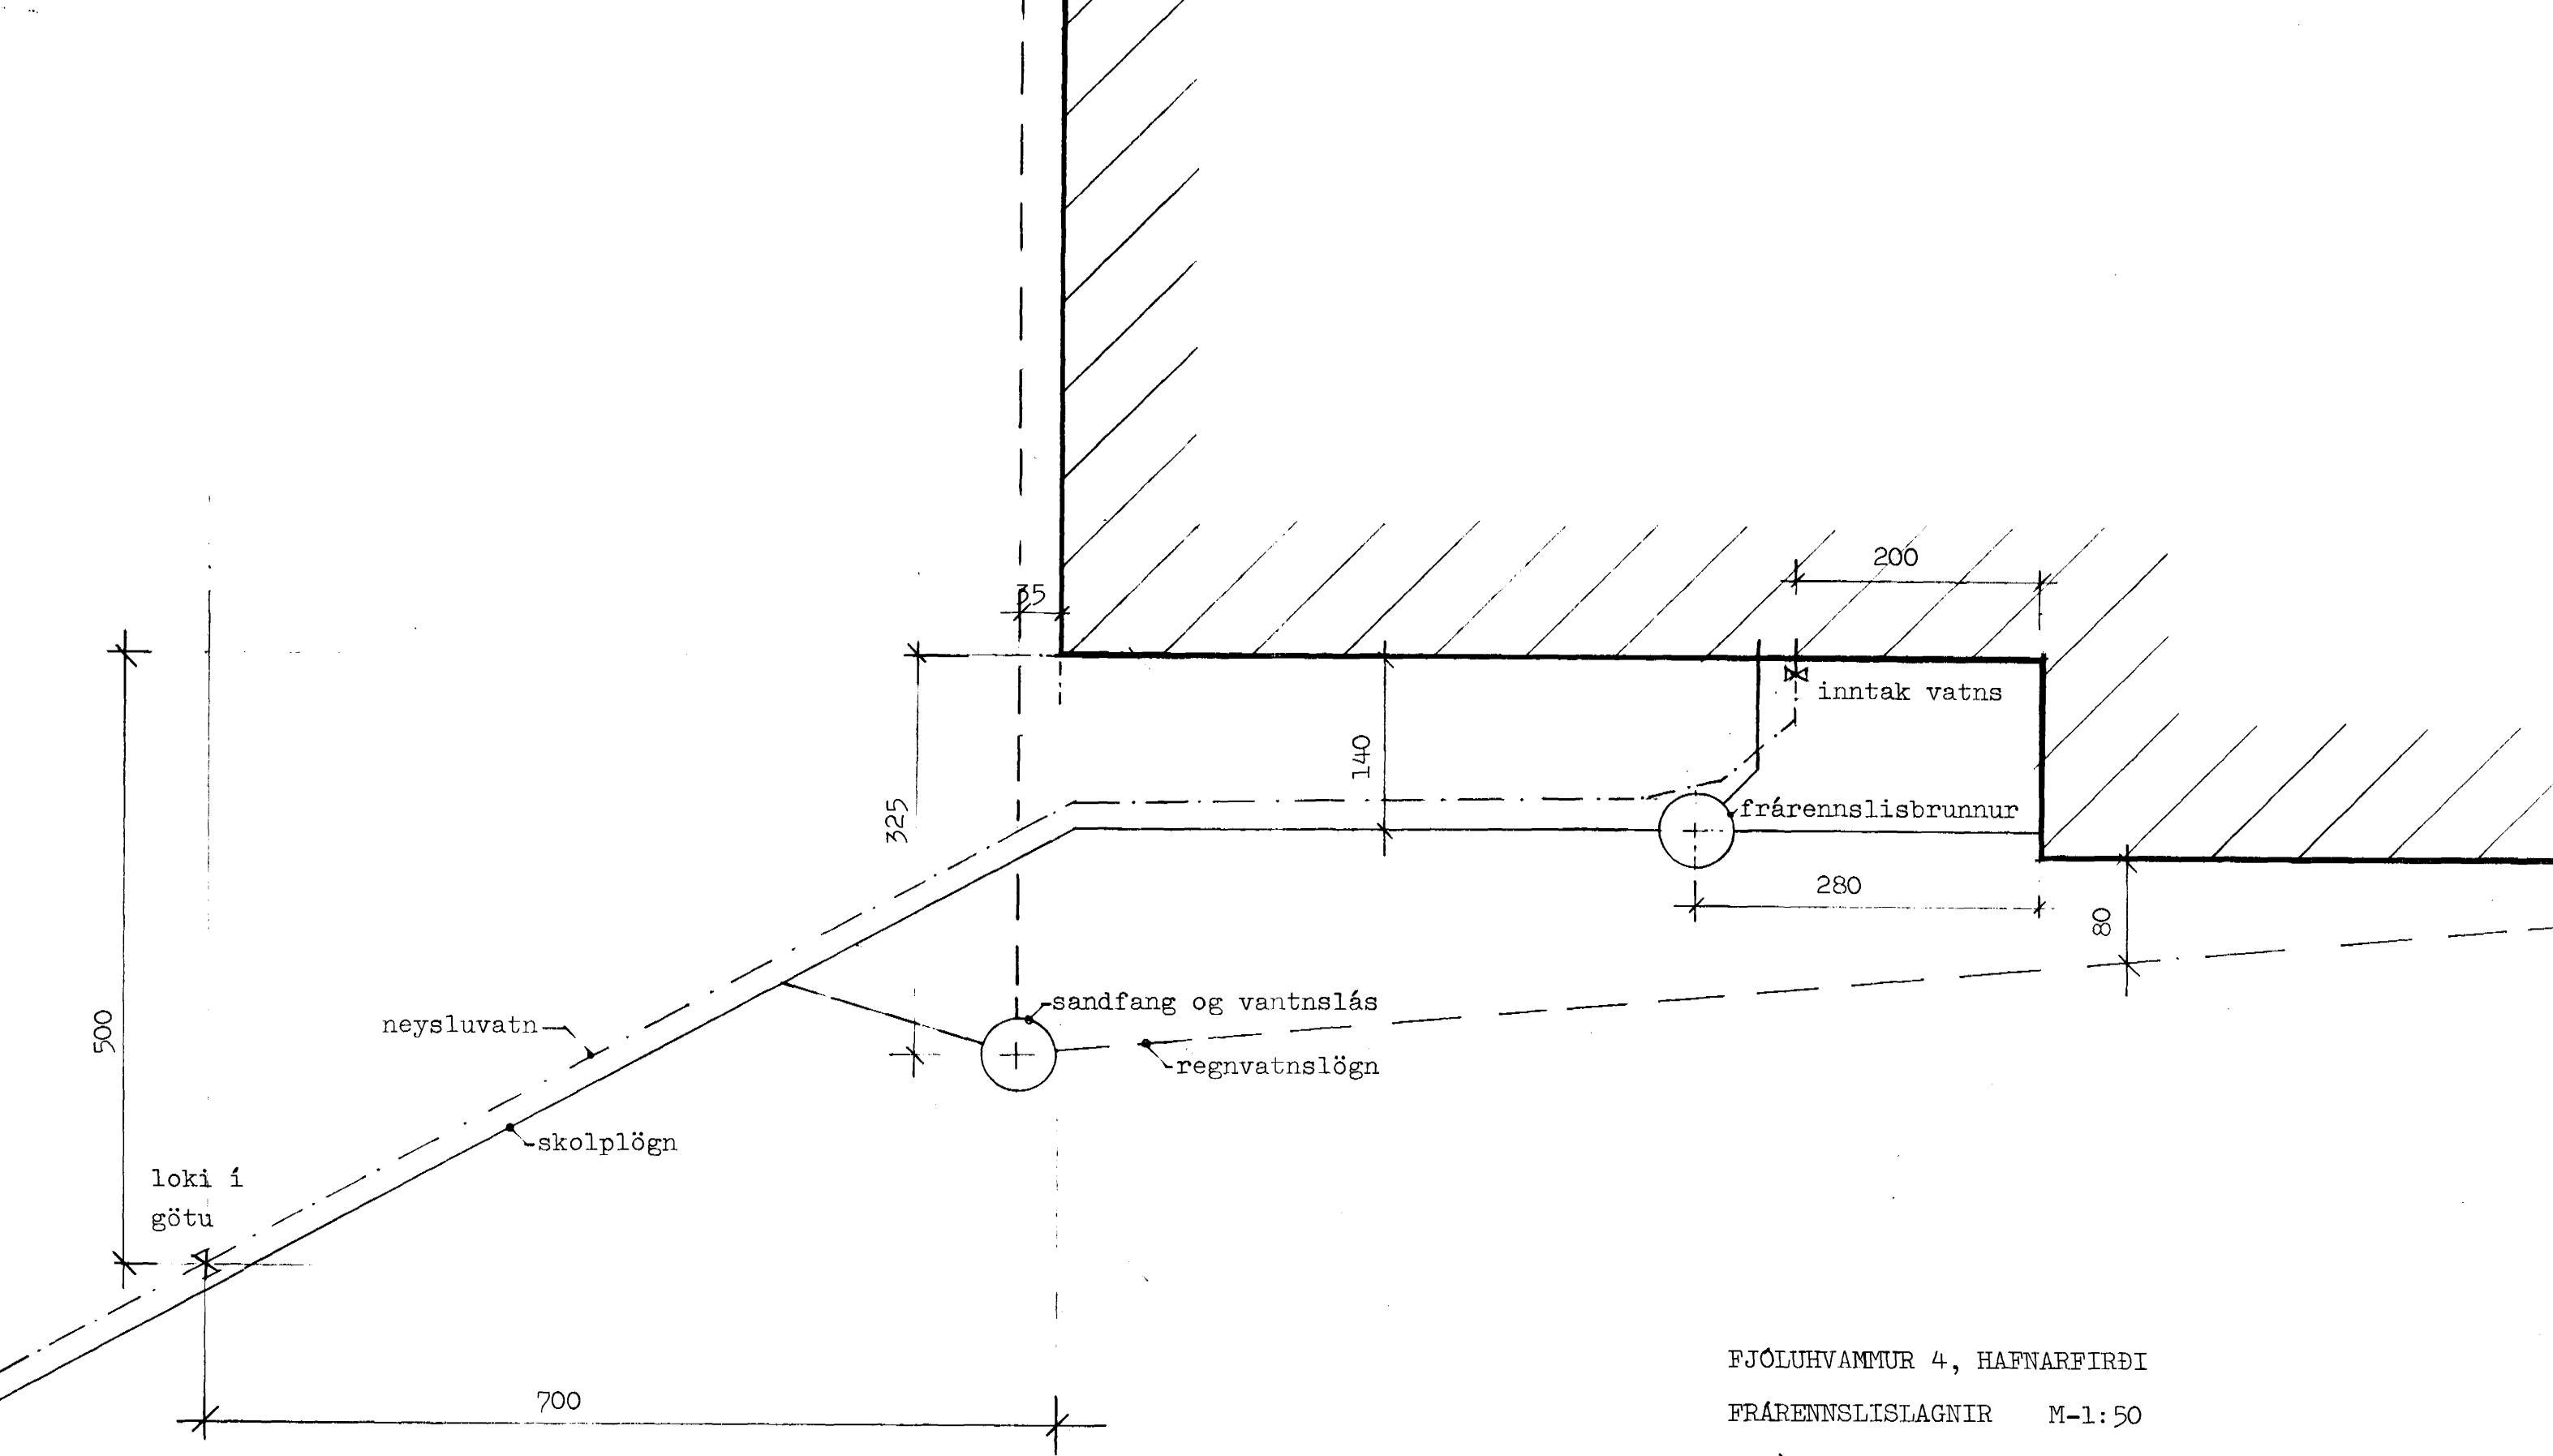 200
35
inntak vatns
140
325
frárennslisbrunnur
280
80
sandfang og vantnslás
neysluvatn
500
regnvatnslögn
skolplögn
loki í
götu
700
FJÓLUHVAMMUR 4, HAFNARFIRÐI
FRÁRENNSLISLAGNIR M-1:50